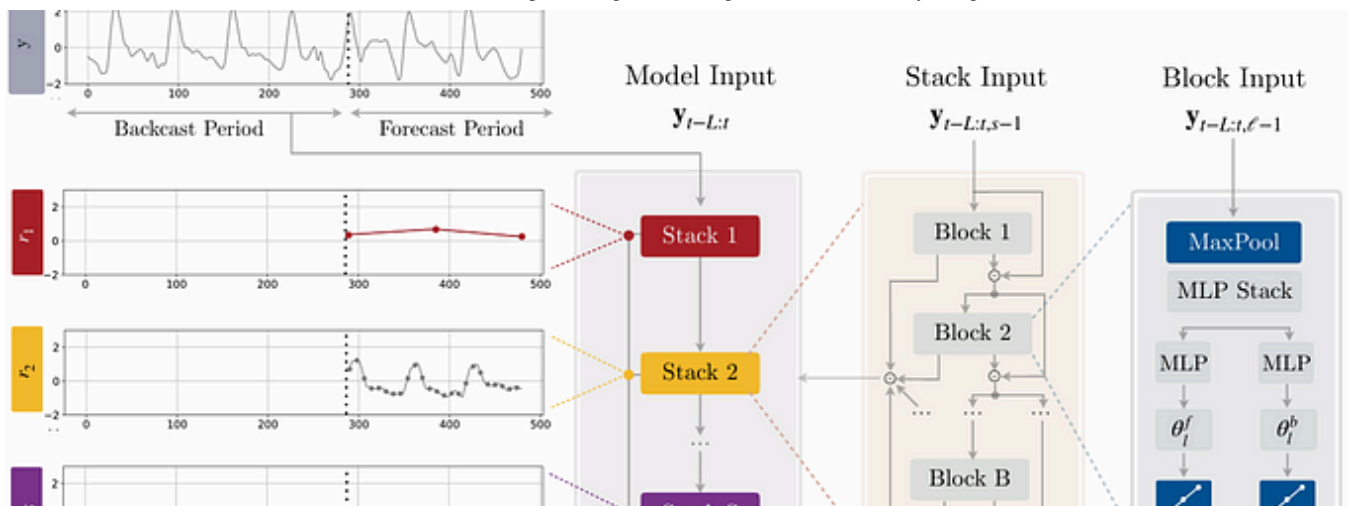 y
2
0
−2
0
100
200
300
400
500
Backcast Period
Forecast Period
Model Input
y_{t−L:t}
Stack Input
y_{t−L:t,s−1}
Block Input
y_{t−L:t,ℓ−1}
r_1
2
0
−2
0
100
200
300
400
500
Stack 1
Block 1
MaxPool
MLP Stack
r_2
2
0
−2
0
100
200
300
400
500
Stack 2
Block 2
MLP
MLP
...
...
...
...
θ_l^f
θ_l^b
2
Block B